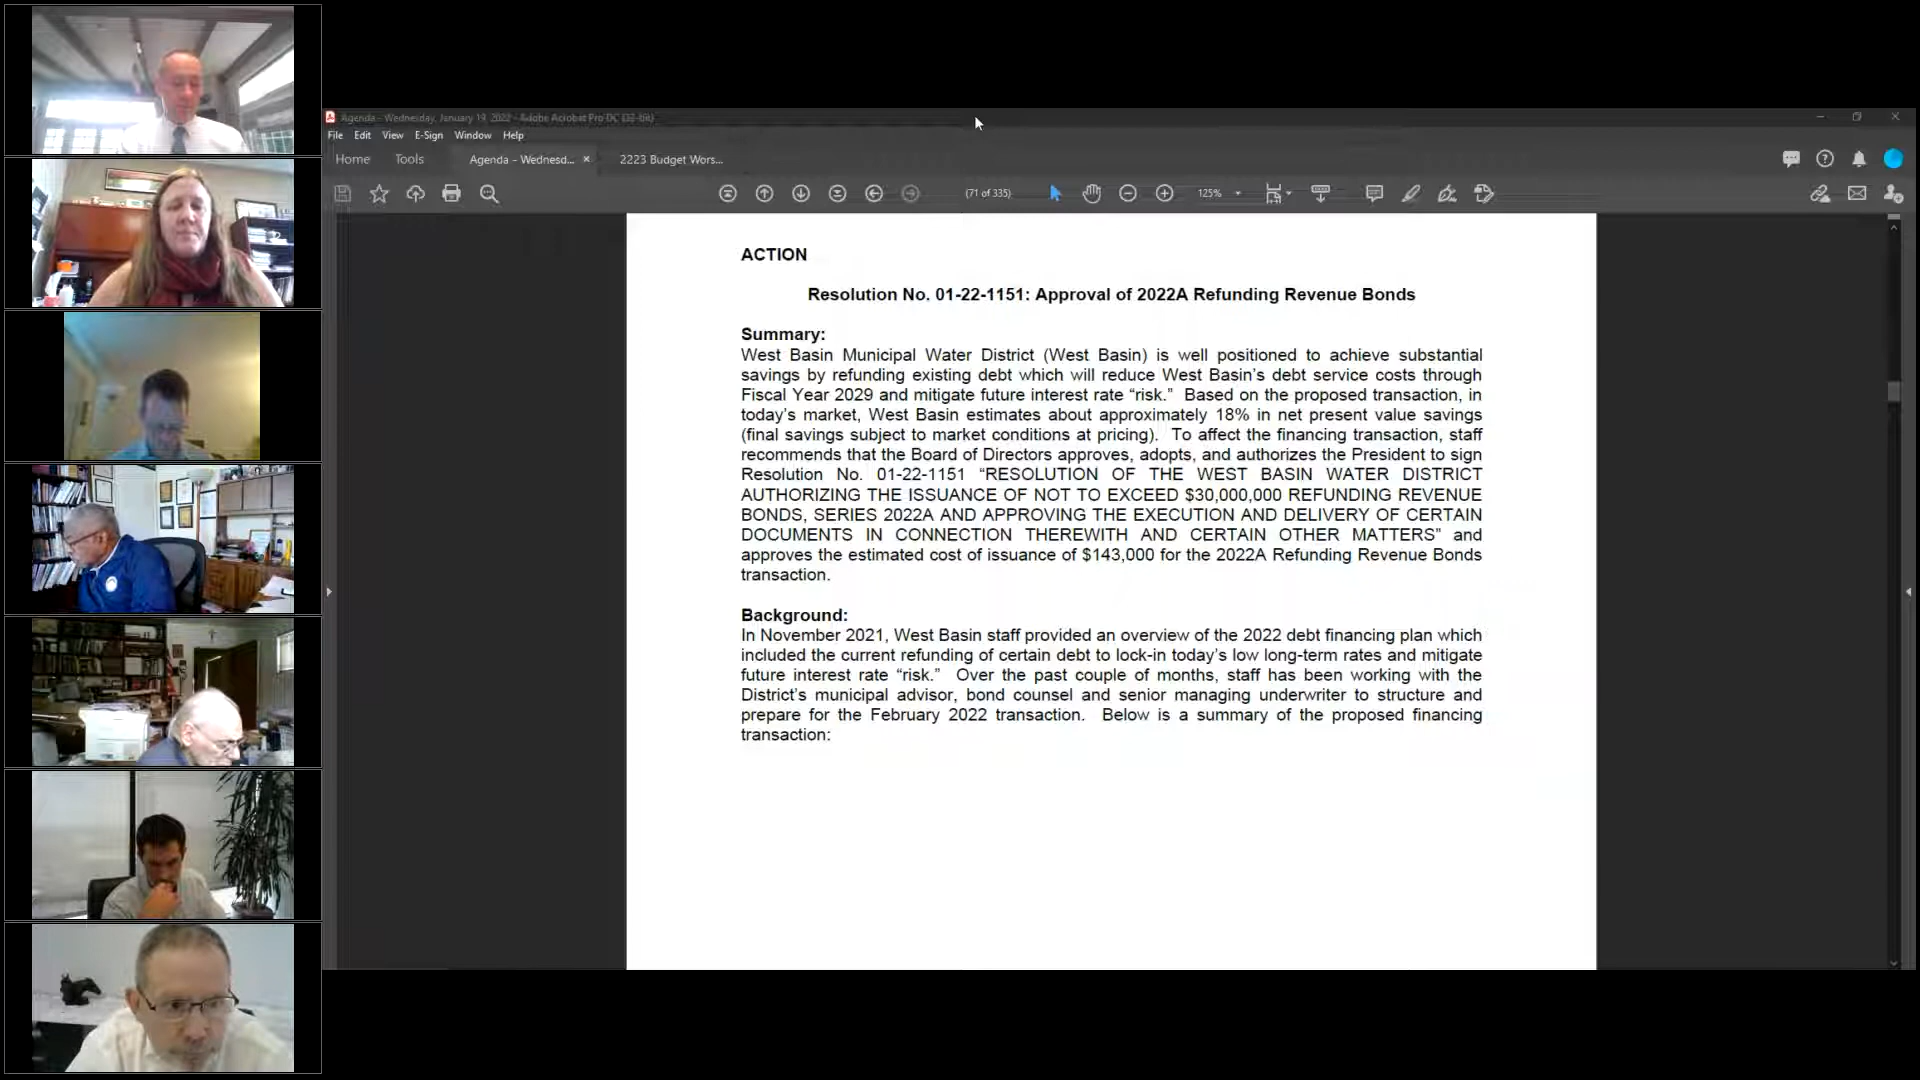 Agenda - Wednesday, January 19, 2022 - Adobe Acrobat Pro DC (32-bit)
File Edit View E-Sign Window Help
Home Tools Agenda - Wednesd... × 2223 Budget Wors...
(71 of 335) 125%
ACTION
Resolution No. 01-22-1151: Approval of 2022A Refunding Revenue Bonds
Summary:
West Basin Municipal Water District (West Basin) is well positioned to achieve substantial
savings by refunding existing debt which will reduce West Basin's debt service costs through
Fiscal Year 2029 and mitigate future interest rate “risk.” Based on the proposed transaction, in
today's market, West Basin estimates about approximately 18% in net present value savings
(final savings subject to market conditions at pricing). To affect the financing transaction, staff
recommends that the Board of Directors approves, adopts, and authorizes the President to sign
Resolution No. 01-22-1151 “RESOLUTION OF THE WEST BASIN WATER DISTRICT
AUTHORIZING THE ISSUANCE OF NOT TO EXCEED $30,000,000 REFUNDING REVENUE
BONDS, SERIES 2022A AND APPROVING THE EXECUTION AND DELIVERY OF CERTAIN
DOCUMENTS IN CONNECTION THEREWITH AND CERTAIN OTHER MATTERS” and
approves the estimated cost of issuance of $143,000 for the 2022A Refunding Revenue Bonds
transaction.
Background:
In November 2021, West Basin staff provided an overview of the 2022 debt financing plan which
included the current refunding of certain debt to lock-in today's low long-term rates and mitigate
future interest rate “risk.” Over the past couple of months, staff has been working with the
District's municipal advisor, bond counsel and senior managing underwriter to structure and
prepare for the February 2022 transaction. Below is a summary of the proposed financing
transaction: